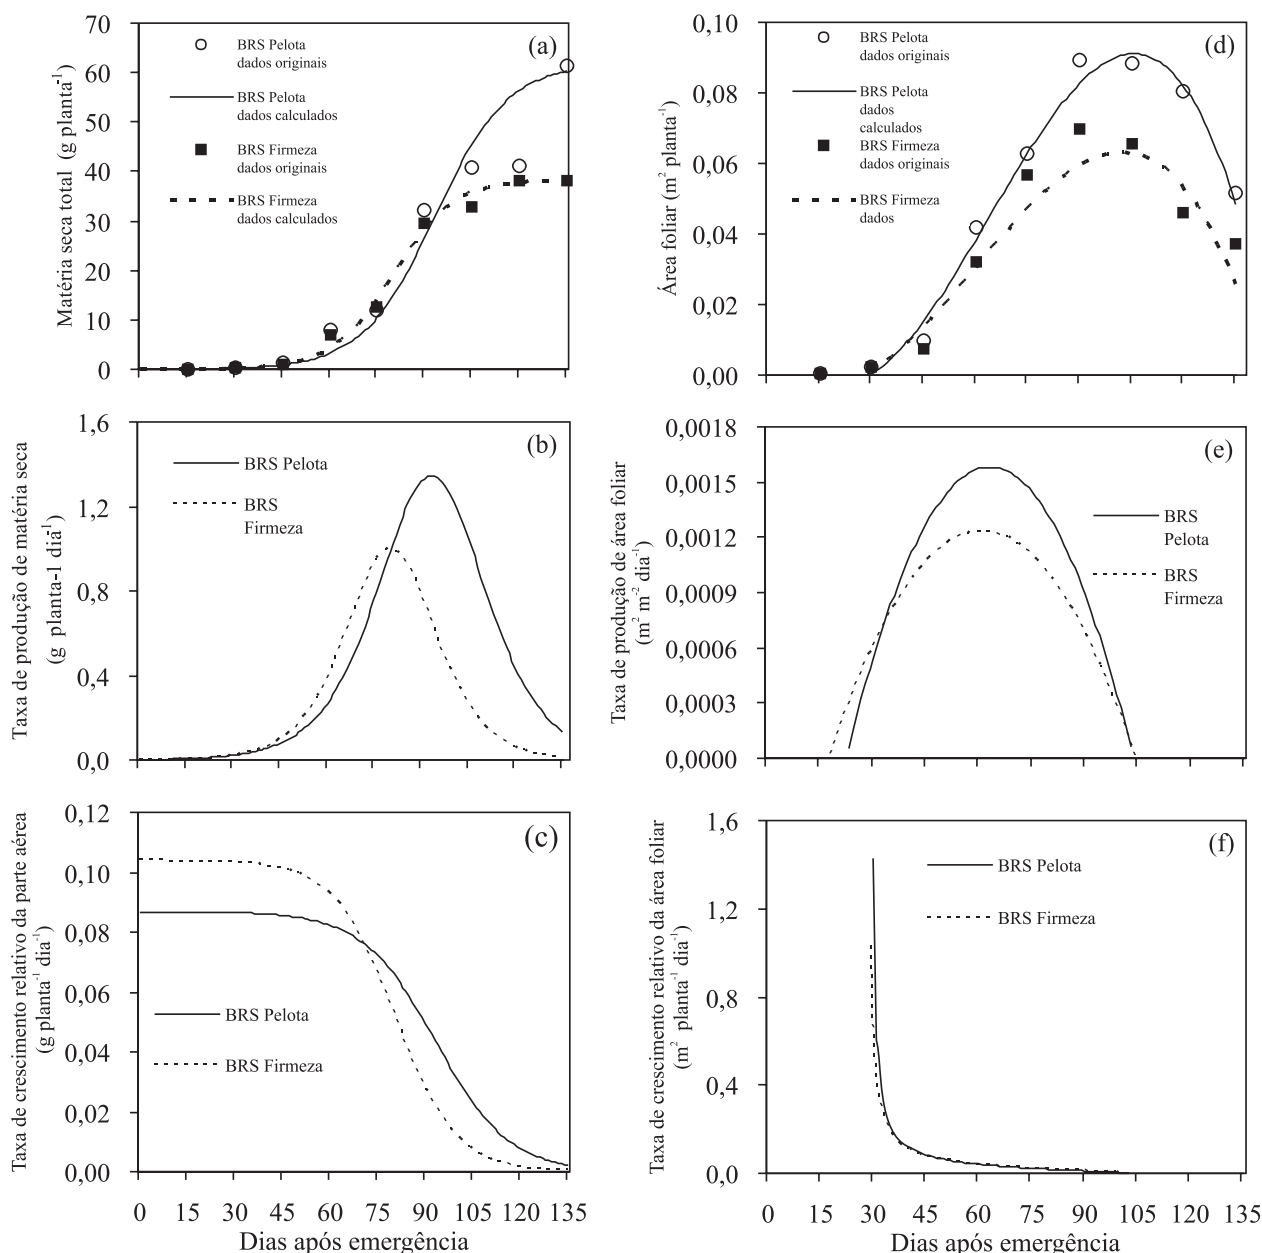 70
60
50
40
30
20
10
0
Matéria seca total (g planta-1)
(a)
BRS Pelota
dados originais
BRS Pelota
dados calculados
BRS Firmeza
dados originais
BRS Firmeza
dados calculados
0,10
0,08
0,06
0,04
0,02
0,00
Área foliar (m² planta-1)
(d)
BRS Pelota
dados originais
BRS Pelota
dados
calculados
BRS Firmeza
dados originais
BRS Firmeza
dados
1,6
1,2
0,8
0,4
0,0
Taxa de produção de matéria seca
(g planta-1 dia-1)
(b)
BRS Pelota
BRS
Firmeza
0,0018
0,0015
0,0012
0,0009
0,0006
0,0003
0,0000
Taxa de produção de área foliar
(m² m-2 dia-1)
(e)
BRS
Pelota
BRS
Firmeza
0,12
0,10
0,08
0,06
0,04
0,02
0,00
Taxa de crescimento relativo da parte aérea
(g planta-1 dia-1)
(c)
BRS Pelota
BRS Firmeza
0 15 30 45 60 75 90 105 120 135
Dias após emergência
1,6
1,2
0,8
0,4
0,0
Taxa de crescimento relativo da área foliar
(m² planta-1 dia-1)
(f)
BRS Pelota
BRS Firmeza
0 15 30 45 60 75 90 105 120 135
Dias após emergência